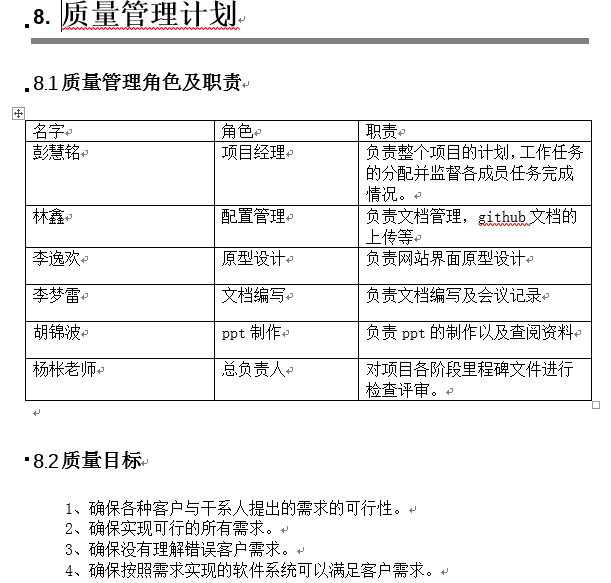 8. 质量管理计划
8.1 质量管理角色及职责
名字 角色 职责
彭慧铭 项目经理 负责整个项目的计划，工作任务
的分配并监督各成员任务完成
情况。
林鑫 配置管理 负责文档管理，github 文档的
上传等
李逸欢 原型设计 负责网站界面原型设计
李梦雷 文档编写 负责文档编写及会议记录
胡锦波 ppt 制作 负责 ppt 的制作以及查阅资料
杨枨老师 总负责人 对项目各阶段里程碑文件进行
检查评审。
8.2 质量目标
1、确保各种客户与干系人提出的需求的可行性。
2、确保实现可行的所有需求。
3、确保没有理解错误客户需求。
4、确保按照需求实现的软件系统可以满足客户需求。